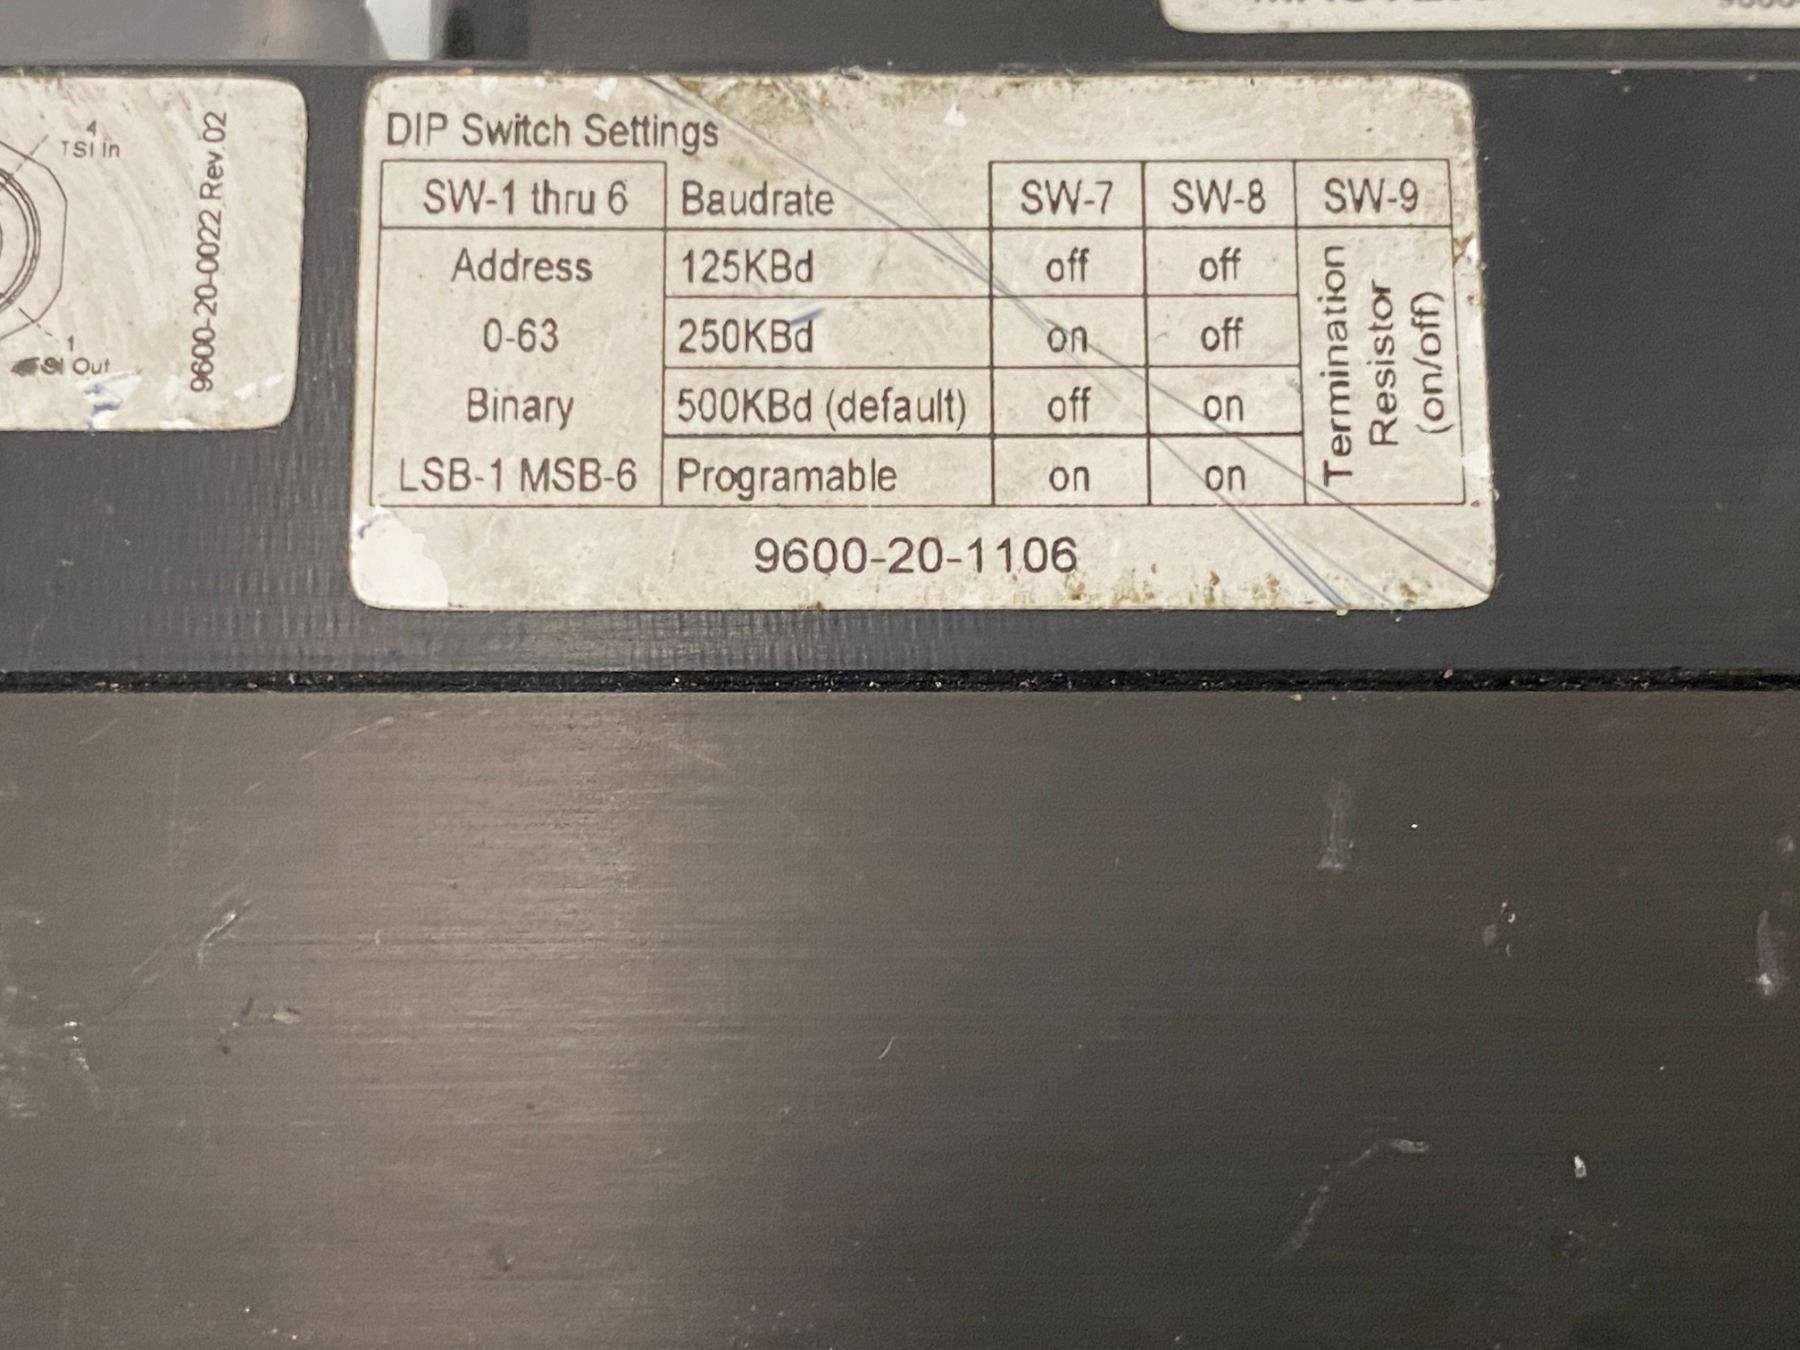 4
TSI In
1
Out
9600-20-0022 Rev 02
DIP Switch Settings
SW-1 thru 6 Baudrate SW-7 SW-8 SW-9
Address 125KBd off off
0-63 250KBd on off
Binary 500KBd (default) off on
LSB-1 MSB-6 Programable on on
Termination
Resistor
(on/off)
9600-20-1106